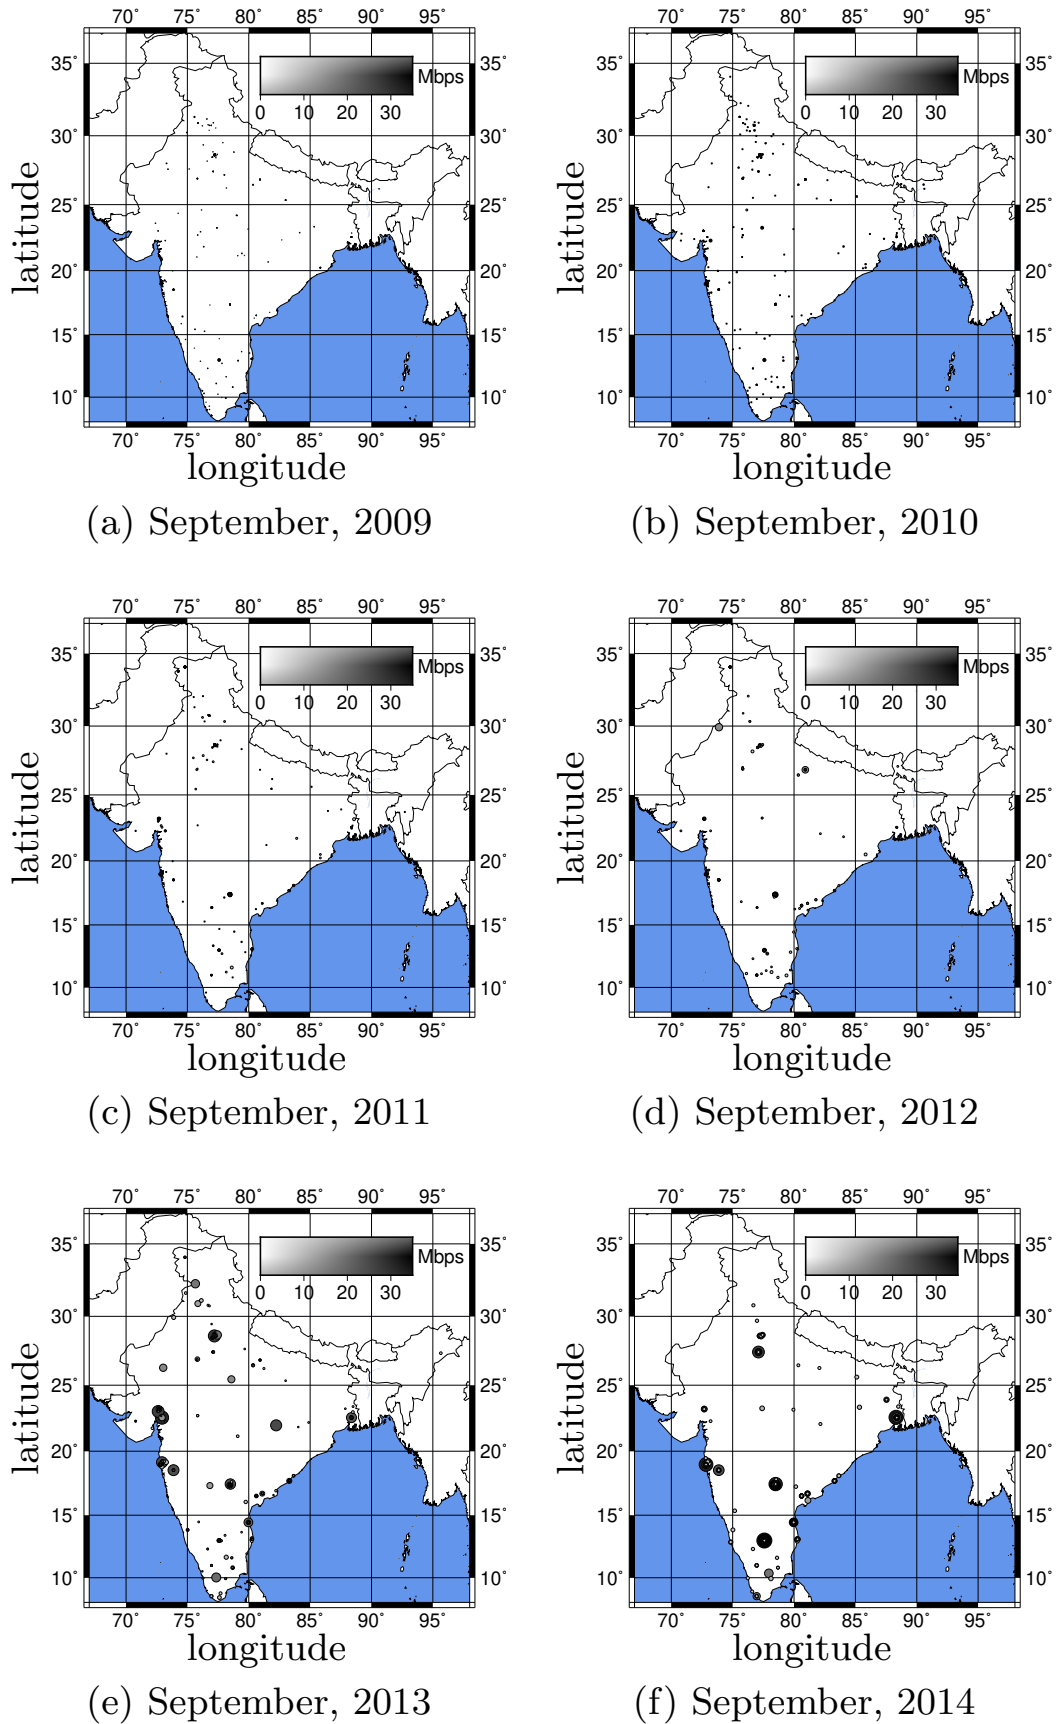 70° 75° 80° 85° 90° 95° 70° 75° 80° 85° 90° 95°
35° Mbps 35° 35° Mbps 35°
0 10 20 30 0 10 20 30
30° 30° 30° 30°
25° 25° 25° 25°
20° 20° 20° 20°
15° 15° 15° 15°
10° 10° 10° 10°
latitude latitude
70° 75° 80° 85° 90° 95° 70° 75° 80° 85° 90° 95°
longitude longitude
(a) September, 2009 (b) September, 2010
70° 75° 80° 85° 90° 95° 70° 75° 80° 85° 90° 95°
35° Mbps 35° 35° Mbps 35°
0 10 20 30 0 10 20 30
30° 30° 30° 30°
25° 25° 25° 25°
20° 20° 20° 20°
15° 15° 15° 15°
10° 10° 10° 10°
latitude latitude
70° 75° 80° 85° 90° 95° 70° 75° 80° 85° 90° 95°
longitude longitude
(c) September, 2011 (d) September, 2012
70° 75° 80° 85° 90° 95° 70° 75° 80° 85° 90° 95°
35° Mbps 35° 35° Mbps 35°
0 10 20 30 0 10 20 30
30° 30° 30° 30°
25° 25° 25° 25°
20° 20° 20° 20°
15° 15° 15° 15°
10° 10° 10° 10°
latitude latitude
70° 75° 80° 85° 90° 95° 70° 75° 80° 85° 90° 95°
longitude longitude
(e) September, 2013 (f) September, 2014